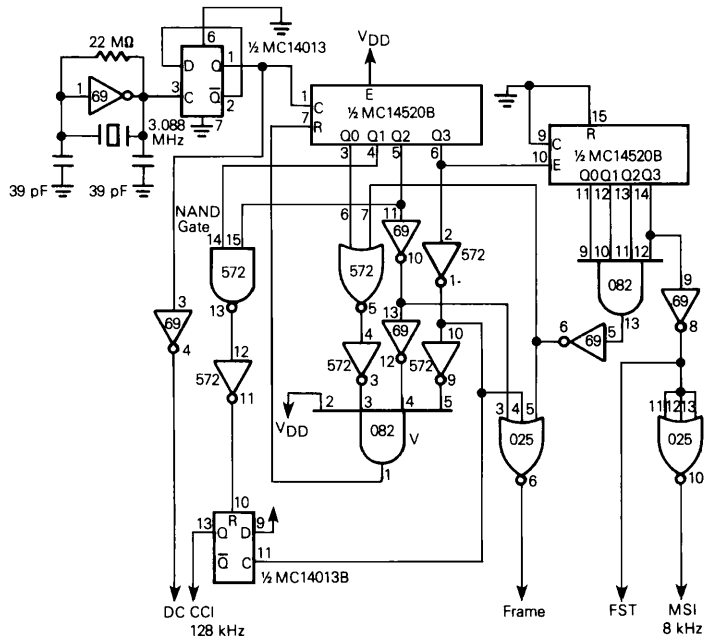 22 MΩ
1
69
3
3.088
MHz
39 pF
39 pF
6
D
Q
1
C
Q̅
2
7
½ MC14013
VDD
E
1
C
7
R
½ MC14520B
Q0
Q1
Q2
Q3
3
4
5
6
15
R
9
C
10
E
½ MC14520B
Q0 Q1 Q2 Q3
11 12 13 14
NAND
Gate
14 15
572
13
12
572
11
3
69
4
6
7
572
5
4
572
3
11
69
10
13
69
12
2
572
1-
10
572
9
VDD
2
3
4
5
082
V
1
9 10 11 12
082
13
5
69
6
9
69
8
3 4 5
025
6
11 12 13
025
10
10
13
Q
R
D
9
Q̅
C
11
½ MC14013B
DC CCI
128 kHz
Frame
FST
MSI
8 kHz